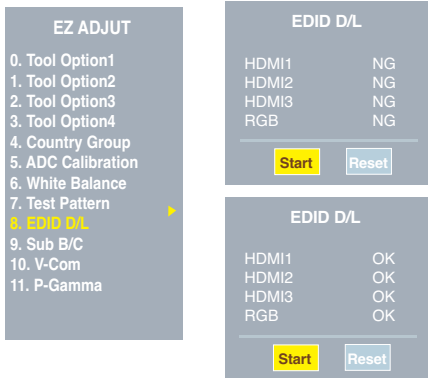 EZ ADJUT
0. Tool Option1
1. Tool Option2
2. Tool Option3
3. Tool Option4
4. Country Group
5. ADC Calibration
6. White Balance
7. Test Pattern
8. EDID D/L
9. Sub B/C
10. V-Com
11. P-Gamma
EDID D/L
HDMI1 NG
HDMI2 NG
HDMI3 NG
RGB NG
Start Reset
EDID D/L
HDMI1 OK
HDMI2 OK
HDMI3 OK
RGB OK
Start Reset